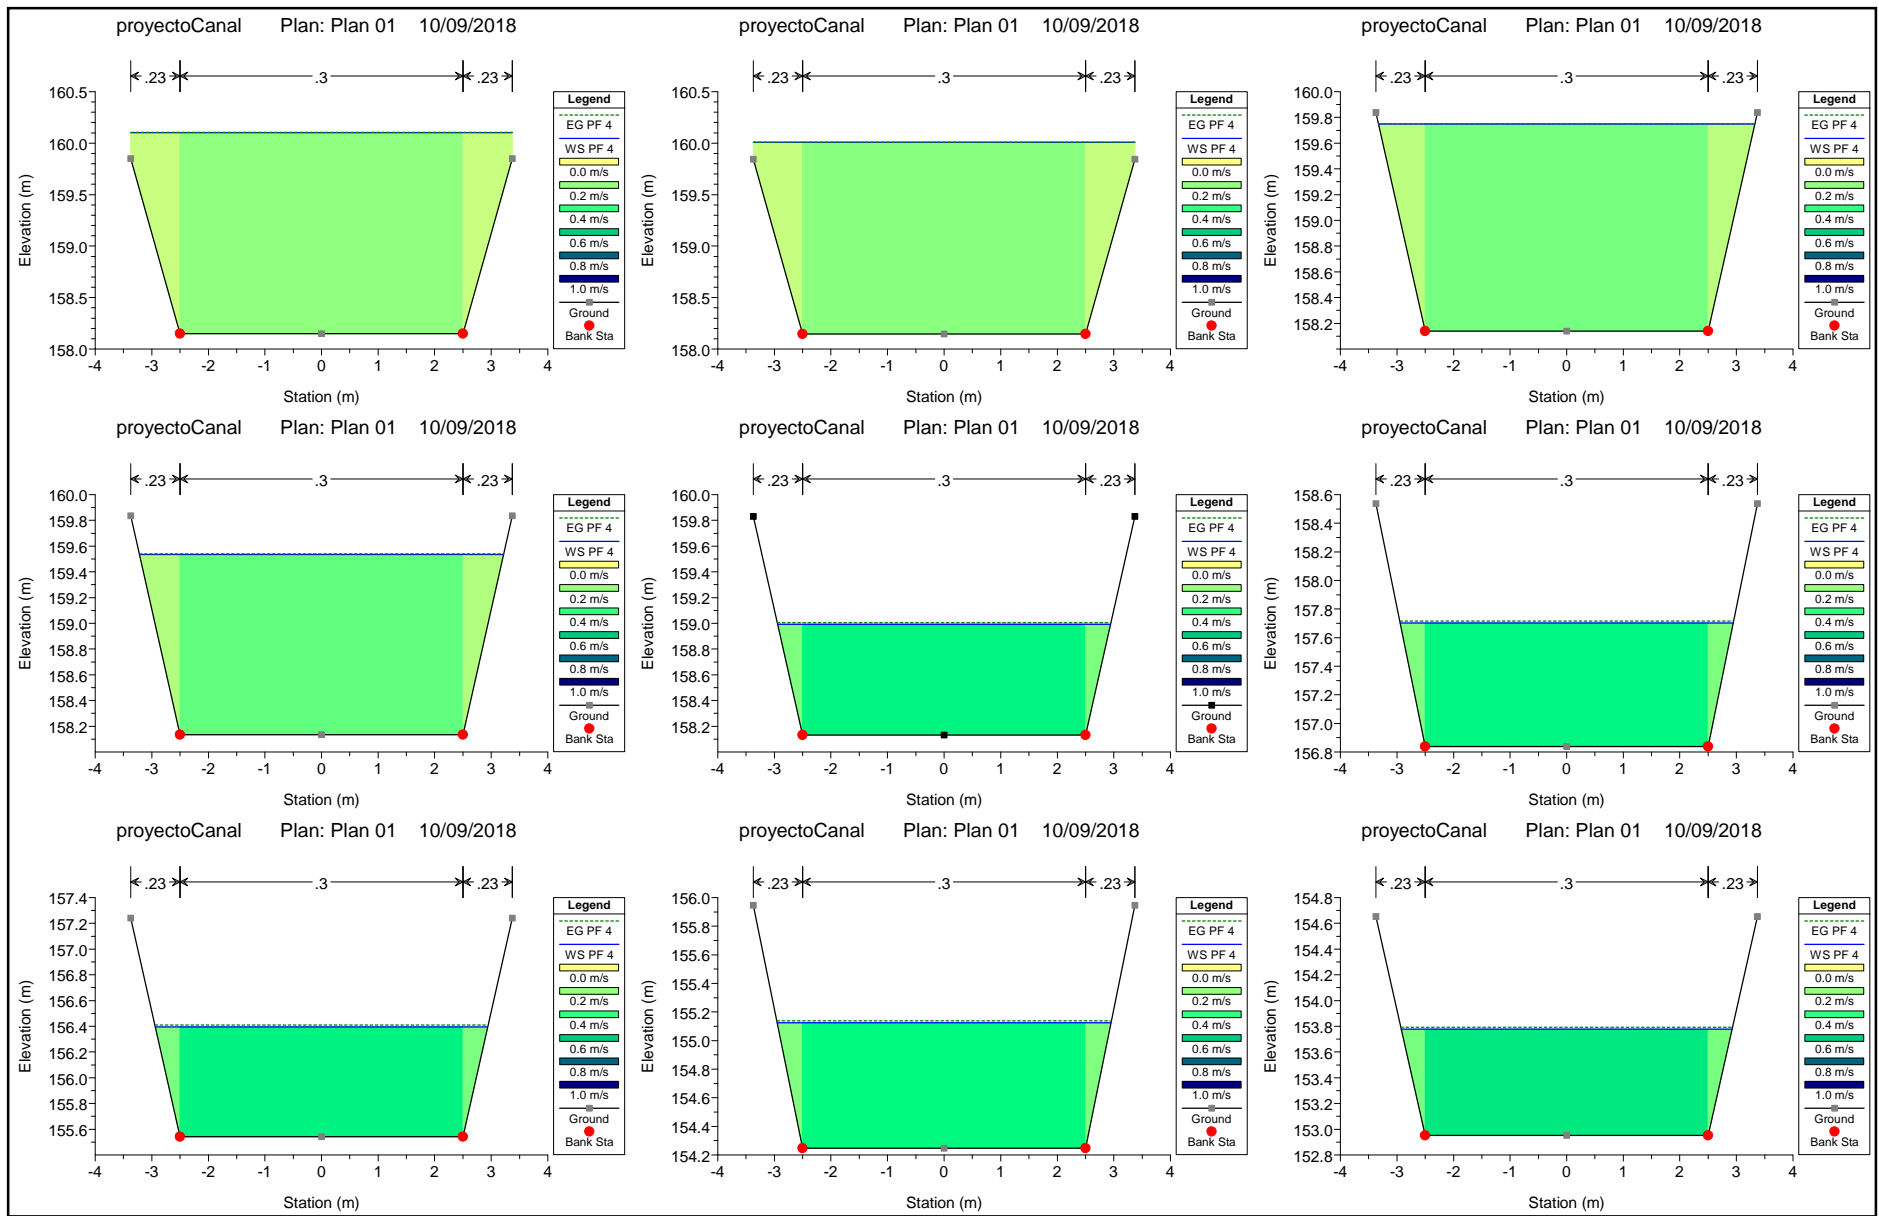 proyectoCanal Plan: Plan 01 10/09/2018
.23 .3 .23
160.5
160.0
159.5
159.0
158.5
158.0
Elevation (m)
-4 -3 -2 -1 0 1 2 3 4
Station (m)
Legend
EG PF 4
WS PF 4
0.0 m/s
0.2 m/s
0.4 m/s
0.6 m/s
0.8 m/s
1.0 m/s
Ground
Bank Sta
proyectoCanal Plan: Plan 01 10/09/2018
.23 .3 .23
160.5
160.0
159.5
159.0
158.5
158.0
Elevation (m)
-4 -3 -2 -1 0 1 2 3 4
Station (m)
Legend
EG PF 4
WS PF 4
0.0 m/s
0.2 m/s
0.4 m/s
0.6 m/s
0.8 m/s
1.0 m/s
Ground
Bank Sta
proyectoCanal Plan: Plan 01 10/09/2018
.23 .3 .23
160.0
159.8
159.6
159.4
159.2
159.0
158.8
158.6
158.4
158.2
Elevation (m)
-4 -3 -2 -1 0 1 2 3 4
Station (m)
Legend
EG PF 4
WS PF 4
0.0 m/s
0.2 m/s
0.4 m/s
0.6 m/s
0.8 m/s
1.0 m/s
Ground
Bank Sta
proyectoCanal Plan: Plan 01 10/09/2018
.23 .3 .23
160.0
159.8
159.6
159.4
159.2
159.0
158.8
158.6
158.4
158.2
Elevation (m)
-4 -3 -2 -1 0 1 2 3 4
Station (m)
Legend
EG PF 4
WS PF 4
0.0 m/s
0.2 m/s
0.4 m/s
0.6 m/s
0.8 m/s
1.0 m/s
Ground
Bank Sta
proyectoCanal Plan: Plan 01 10/09/2018
.23 .3 .23
160.0
159.8
159.6
159.4
159.2
159.0
158.8
158.6
158.4
158.2
Elevation (m)
-4 -3 -2 -1 0 1 2 3 4
Station (m)
Legend
EG PF 4
WS PF 4
0.0 m/s
0.2 m/s
0.4 m/s
0.6 m/s
0.8 m/s
1.0 m/s
Ground
Bank Sta
proyectoCanal Plan: Plan 01 10/09/2018
.23 .3 .23
158.6
158.4
158.2
158.0
157.8
157.6
157.4
157.2
157.0
156.8
Elevation (m)
-4 -3 -2 -1 0 1 2 3 4
Station (m)
Legend
EG PF 4
WS PF 4
0.0 m/s
0.2 m/s
0.4 m/s
0.6 m/s
0.8 m/s
1.0 m/s
Ground
Bank Sta
proyectoCanal Plan: Plan 01 10/09/2018
.23 .3 .23
157.4
157.2
157.0
156.8
156.6
156.4
156.2
156.0
155.8
155.6
Elevation (m)
-4 -3 -2 -1 0 1 2 3 4
Station (m)
Legend
EG PF 4
WS PF 4
0.0 m/s
0.2 m/s
0.4 m/s
0.6 m/s
0.8 m/s
1.0 m/s
Ground
Bank Sta
proyectoCanal Plan: Plan 01 10/09/2018
.23 .3 .23
156.0
155.8
155.6
155.4
155.2
155.0
154.8
154.6
154.4
154.2
Elevation (m)
-4 -3 -2 -1 0 1 2 3 4
Station (m)
Legend
EG PF 4
WS PF 4
0.0 m/s
0.2 m/s
0.4 m/s
0.6 m/s
0.8 m/s
1.0 m/s
Ground
Bank Sta
proyectoCanal Plan: Plan 01 10/09/2018
.23 .3 .23
154.8
154.6
154.4
154.2
154.0
153.8
153.6
153.4
153.2
153.0
152.8
Elevation (m)
-4 -3 -2 -1 0 1 2 3 4
Station (m)
Legend
EG PF 4
WS PF 4
0.0 m/s
0.2 m/s
0.4 m/s
0.6 m/s
0.8 m/s
1.0 m/s
Ground
Bank Sta